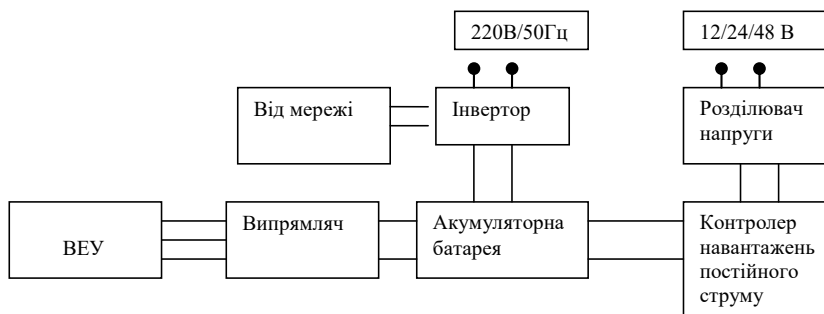 220В/50Гц
12/24/48 В
Від мережі
Інвертор
Розділювач
напруги
ВЕУ
Випрямляч
Акумуляторна
батарея
Контролер
навантажень
постійного
струму